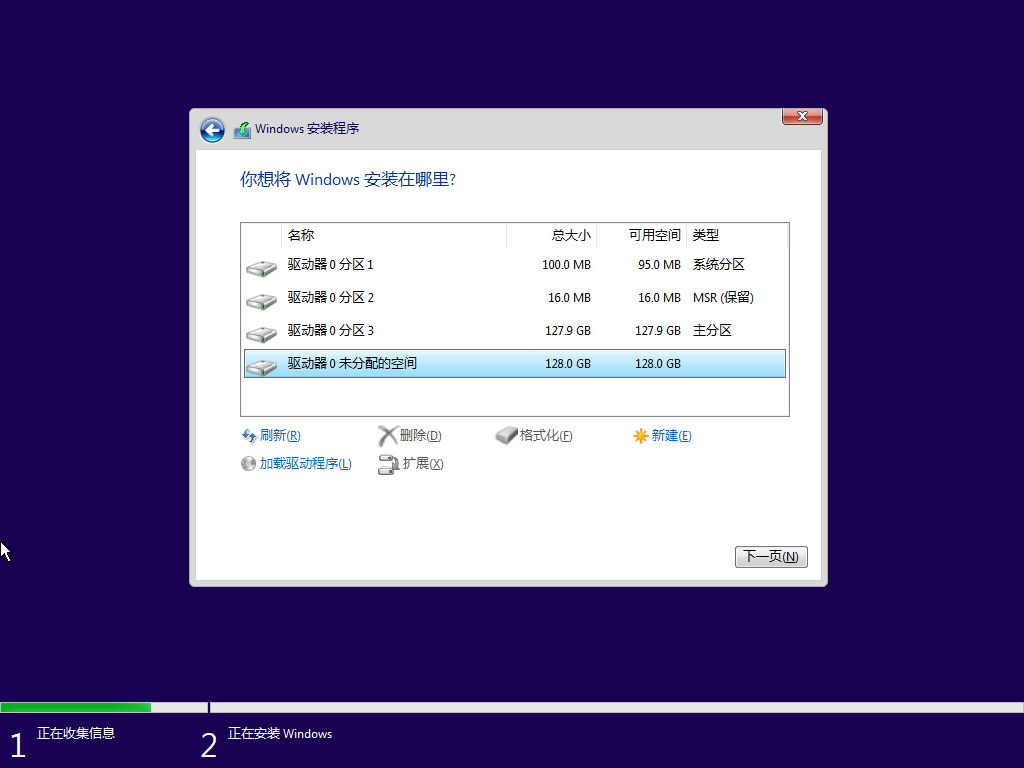 Windows 安装程序
你想将 Windows 安装在哪里?
名称 总大小 可用空间 类型
驱动器 0 分区 1 100.0 MB 95.0 MB 系统分区
驱动器 0 分区 2 16.0 MB 16.0 MB MSR (保留)
驱动器 0 分区 3 127.9 GB 127.9 GB 主分区
驱动器 0 未分配的空间 128.0 GB 128.0 GB
刷新(R) 删除(D) 格式化(F) 新建(E)
加载驱动程序(L) 扩展(X)
下一页(N)
1 正在收集信息 2 正在安装 Windows